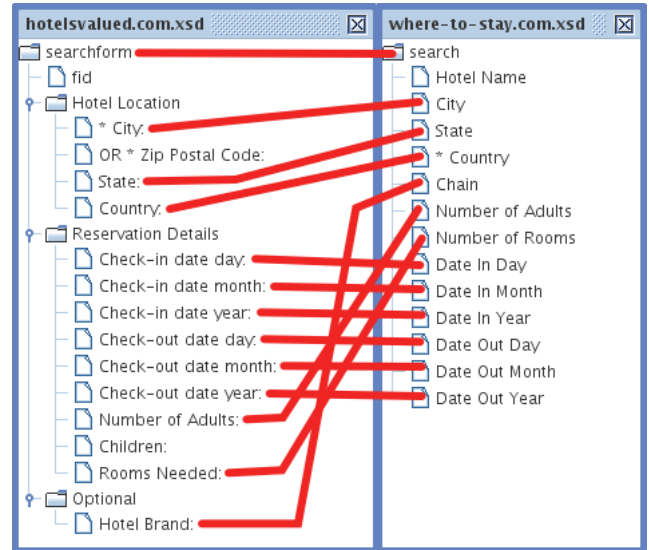 hotelsvalued.com.xsd
searchform
fid
Hotel Location
* City:
OR * Zip Postal Code:
State:
Country:
Reservation Details
Check-in date day:
Check-in date month:
Check-in date year:
Check-out date day:
Check-out date month:
Check-out date year:
Number of Adults:
Children:
Rooms Needed:
Optional
Hotel Brand:
where-to-stay.com.xsd
search
Hotel Name
City
State
* Country
Chain
Number of Adults
Number of Rooms
Date In Day
Date In Month
Date In Year
Date Out Day
Date Out Month
Date Out Year